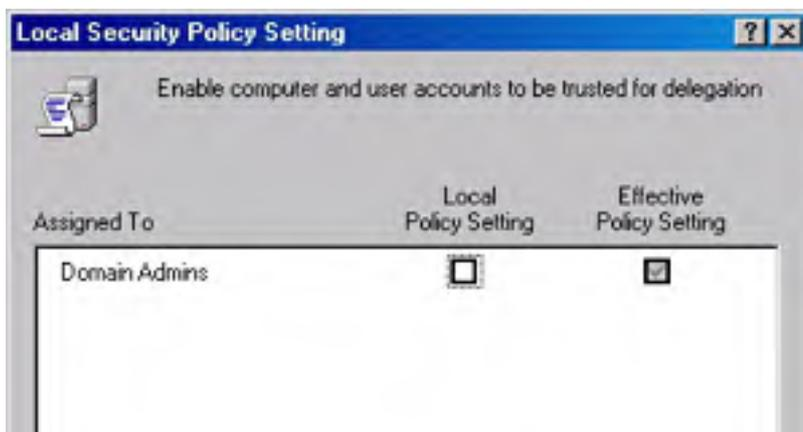 Local Security Policy Setting
Enable computer and user accounts to be trusted for delegation
Assigned To
Local
Policy Setting
Effective
Policy Setting
Domain Admins